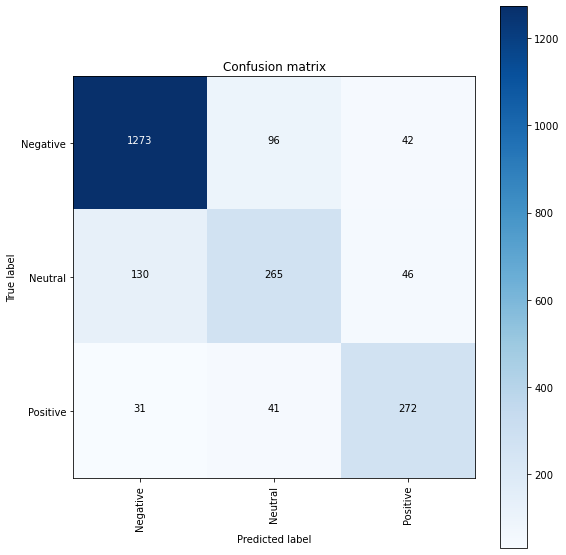 Confusion matrix
True label
Negative 1273 96 42
Neutral 130 265 46
Positive 31 41 272
Negative Neutral Positive
Predicted label
1200
1000
800
600
400
200